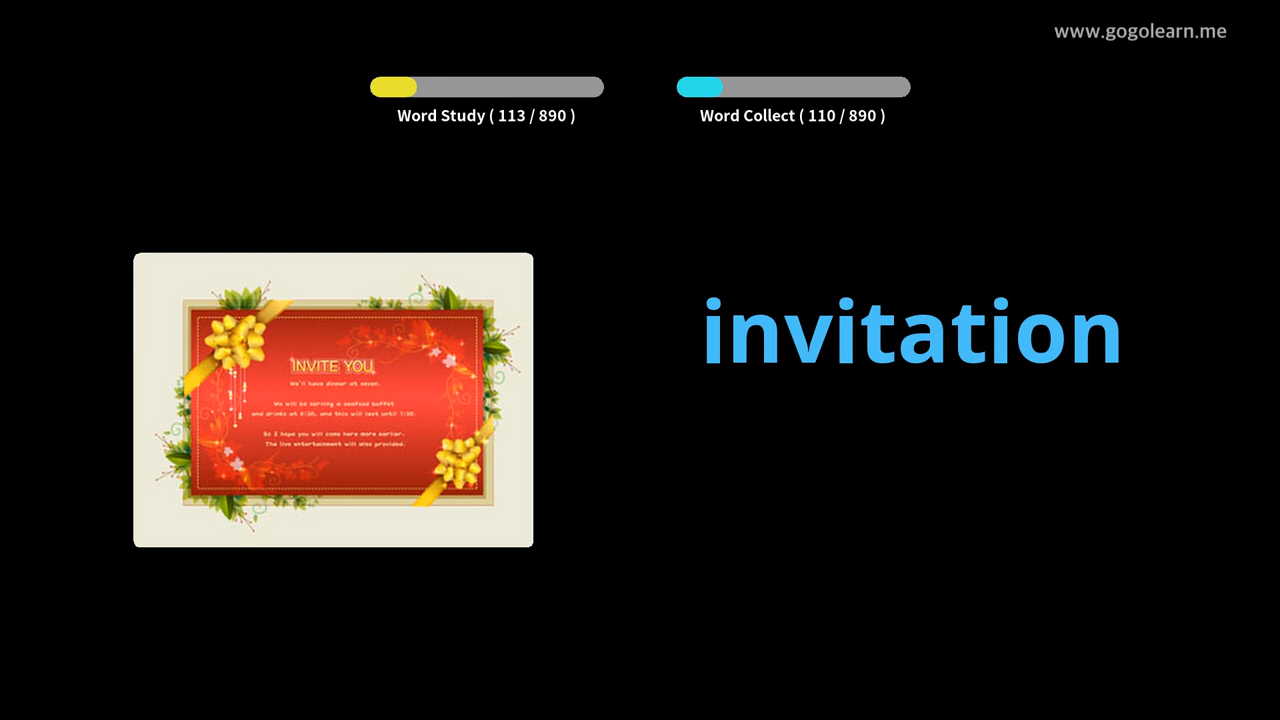 www.gogolearn.me
Word Study ( 113 / 890 )
Word Collect ( 110 / 890 )
invitation
INVITE YOU
We'll have dinner at seven.
We will be serving a seafood buffet
and drinks at 6:30, and this will last until 7:30.
So I hope you will come here more earlier.
The live entertainment will also provided.